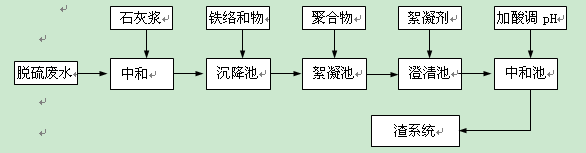 石灰浆
铁络和物
聚合物
絮凝剂
加酸调 pH
脱硫废水
中和
沉降池
絮凝池
澄清池
中和池
渣系统